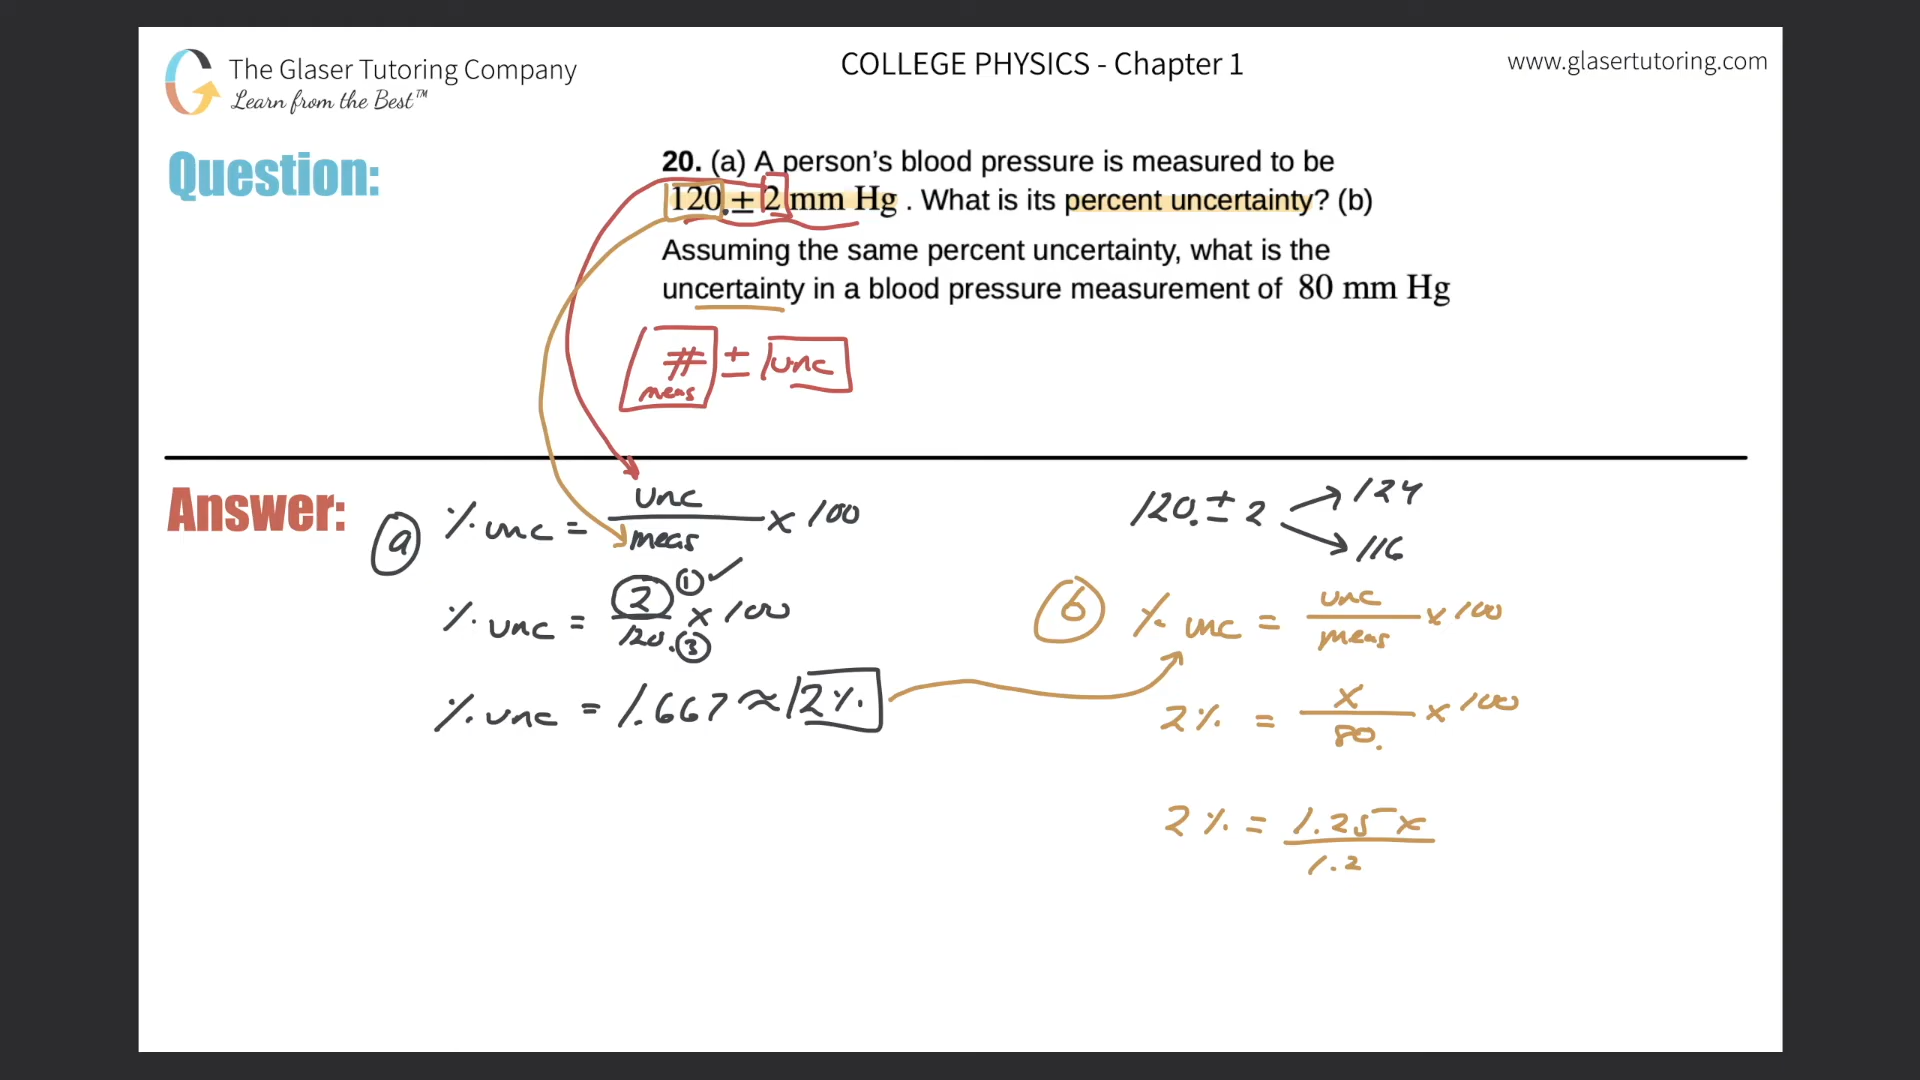 The Glaser Tutoring Company
Learn from the Best™
COLLEGE PHYSICS - Chapter 1
www.glasertutoring.com
Question:
20. (a) A person's blood pressure is measured to be
120. ± 2 mm Hg . What is its percent uncertainty? (b)
Assuming the same percent uncertainty, what is the
uncertainty in a blood pressure measurement of 80 mm Hg
# ± unc
meas
Answer:
(a) % unc = unc / meas x 100
% unc = 2 / 120. x 100
① ✓
③
% unc = 1.667 ≈ 2%
120. ± 2 → 124
→ 116
(b) % unc = unc / meas x 100
2% = x / 80. x 100
2% = 1.25x / 1.2